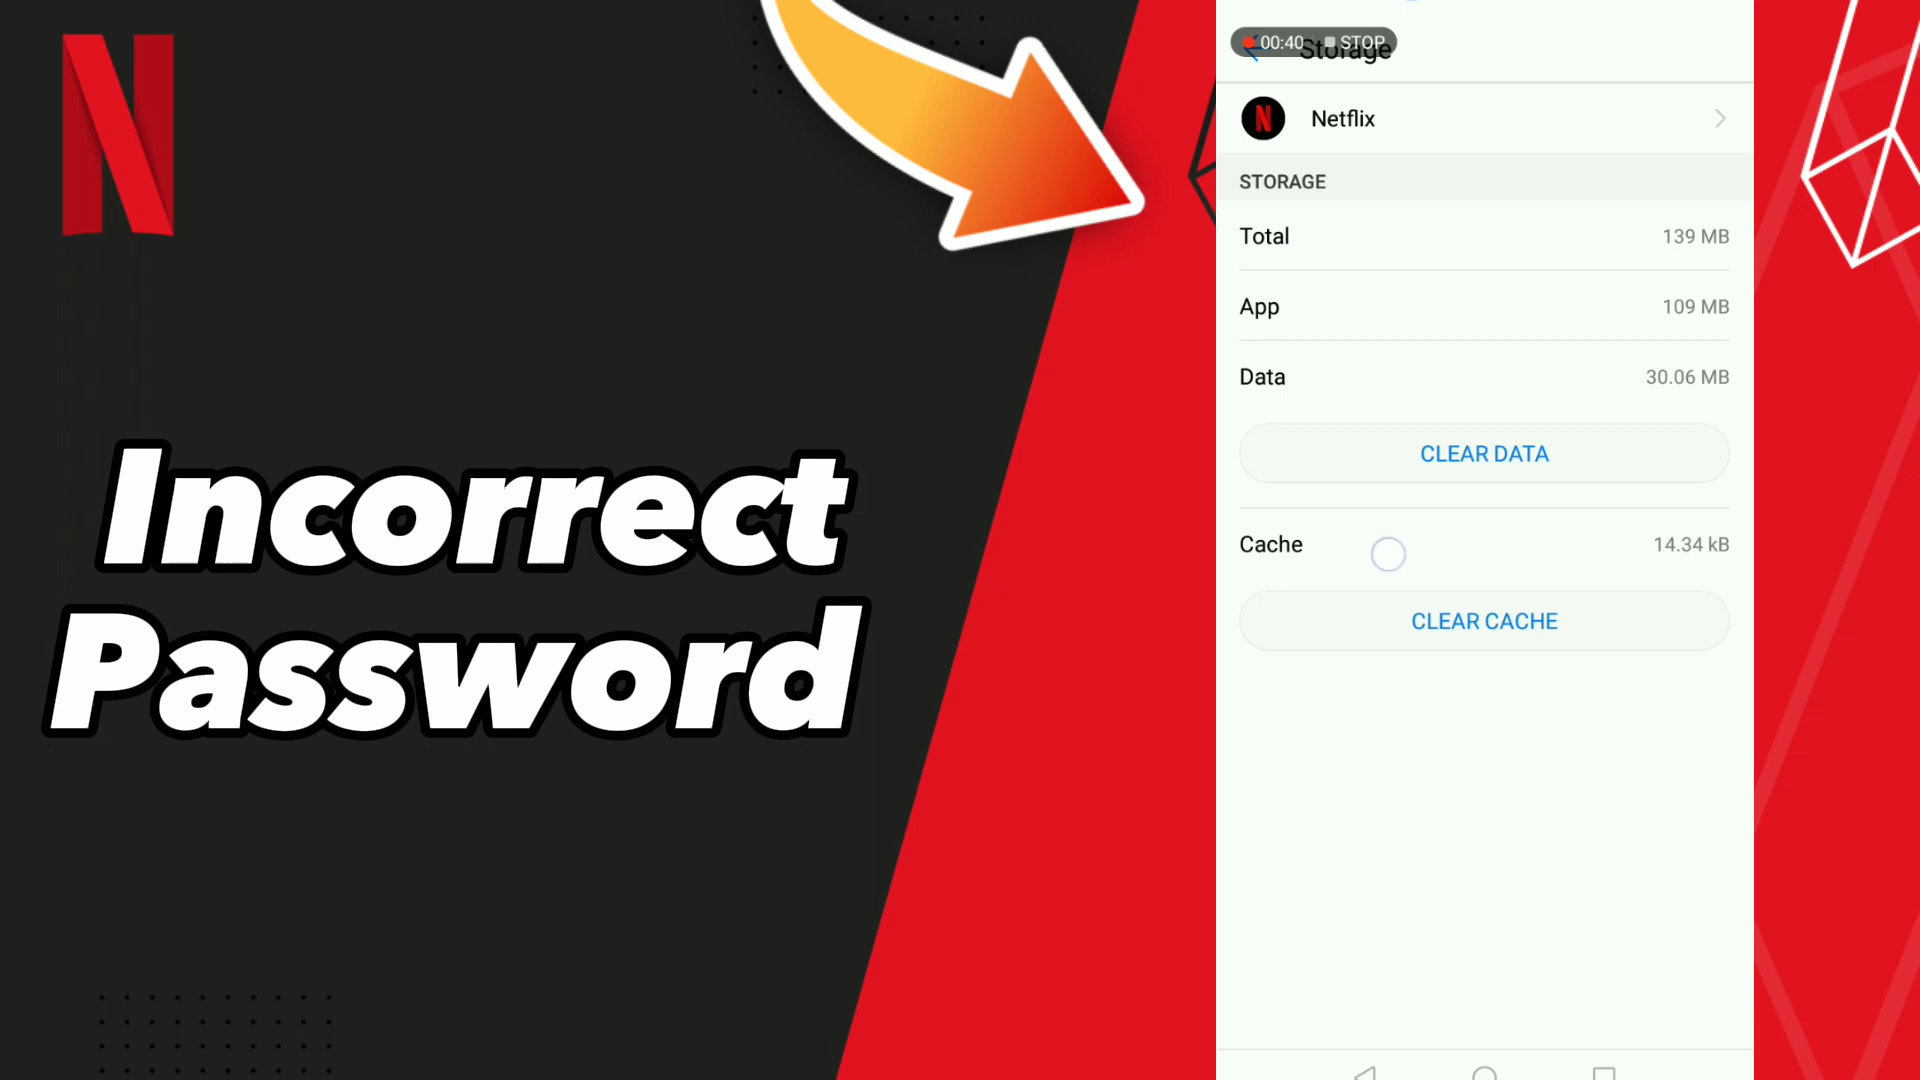 00:40 STOP
Storage
N Netflix
STORAGE
Total 139 MB
App 109 MB
Data 30.06 MB
CLEAR DATA
Cache 14.34 kB
CLEAR CACHE
N
Incorrect
Password